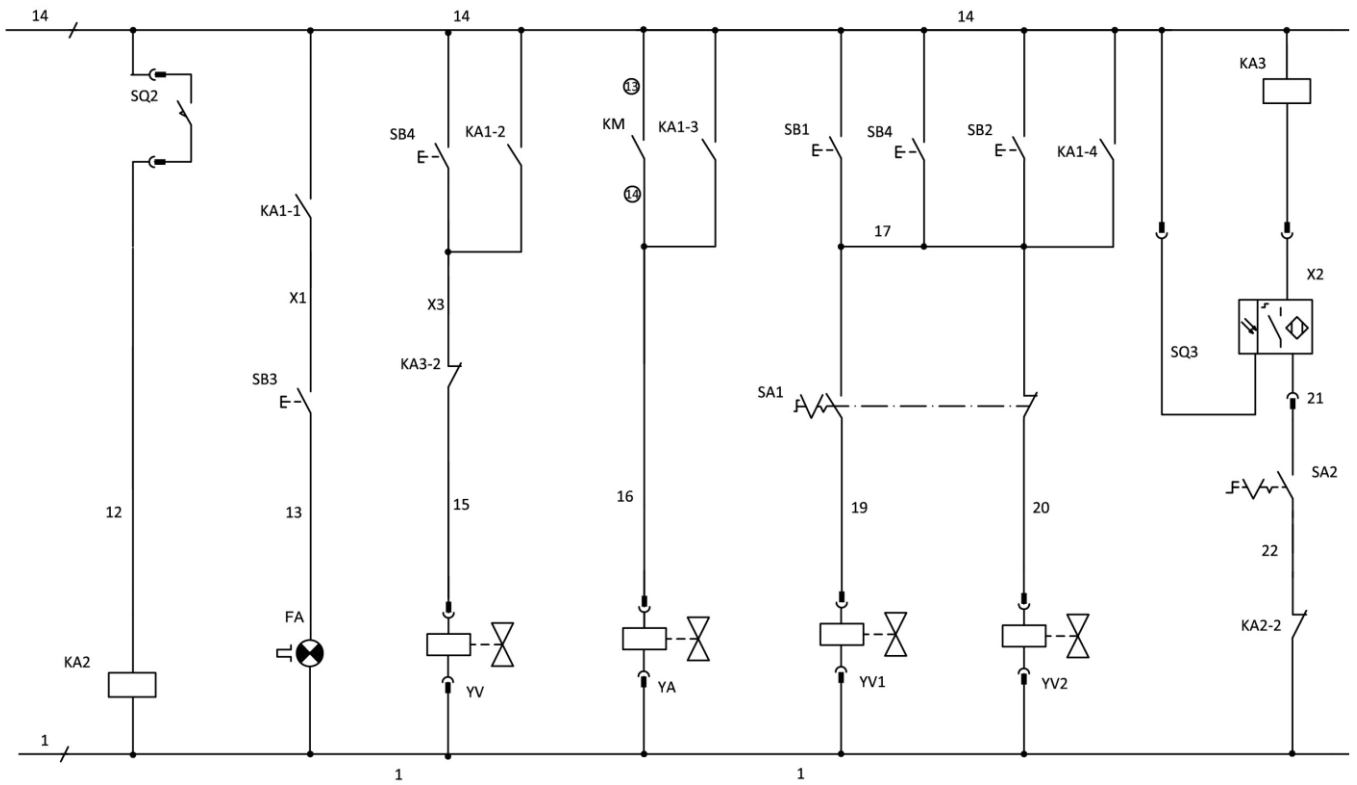 14
14
14
SQ2
KA3
13
SB4
KA1-2
KM
KA1-3
SB1
SB4
SB2
KA1-4
14
KA1-1
17
X1
X3
X2
KA3-2
SQ3
SB3
SA1
21
SA2
12
13
15
16
19
20
22
FA
KA2-2
KA2
YV
YA
YV1
YV2
1
1
1